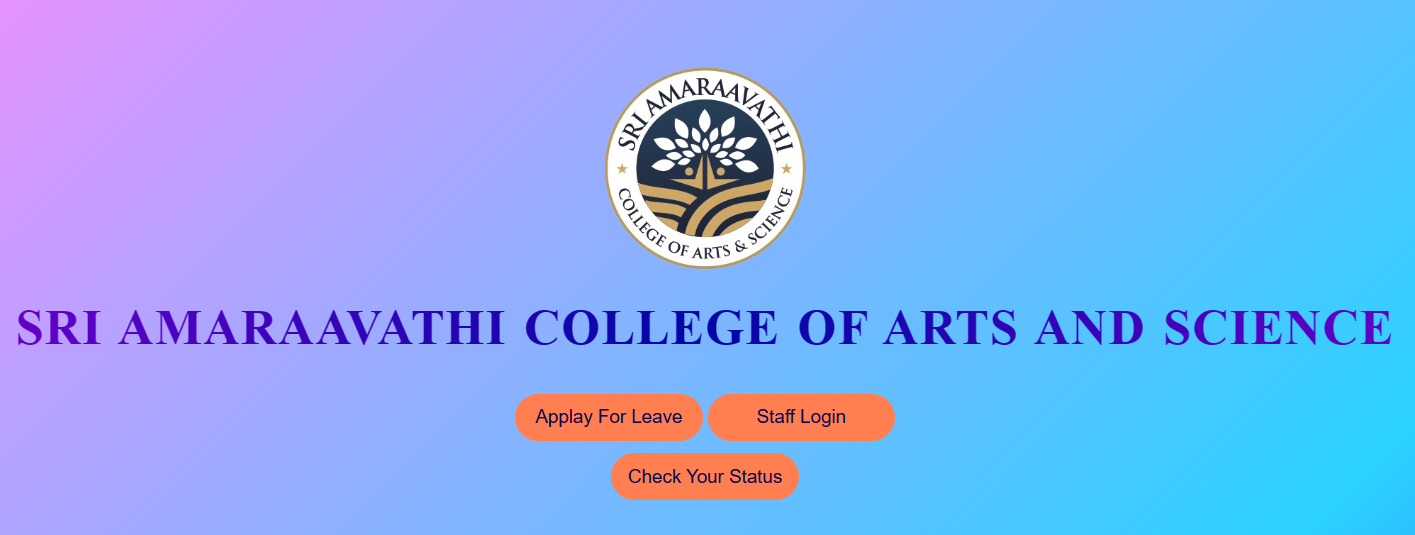 SRI AMARAAVATHI
COLLEGE OF ARTS & SCIENCE
SRI AMARAAVATHI COLLEGE OF ARTS AND SCIENCE
Applay For Leave
Staff Login
Check Your Status